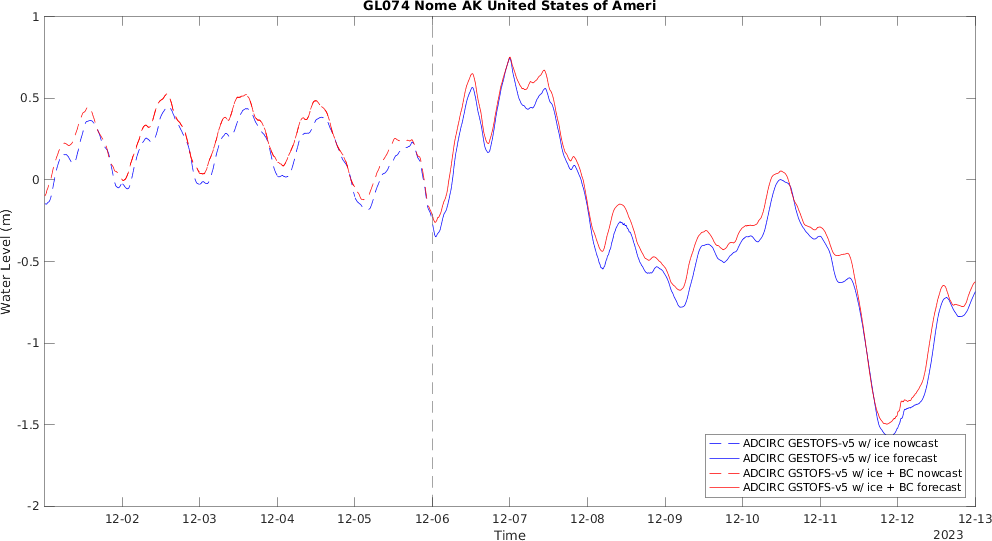 GL074 Nome AK United States of Ameri
1
0.5
0
-0.5
-1
-1.5
-2
Water Level (m)
ADCIRC GESTOFS-v5 w/ ice nowcast
ADCIRC GESTOFS-v5 w/ ice forecast
ADCIRC GSTOFS-v5 w/ ice + BC nowcast
ADCIRC GSTOFS-v5 w/ ice + BC forecast
12-02 12-03 12-04 12-05 12-06 12-07 12-08 12-09 12-10 12-11 12-12 12-13
Time
2023